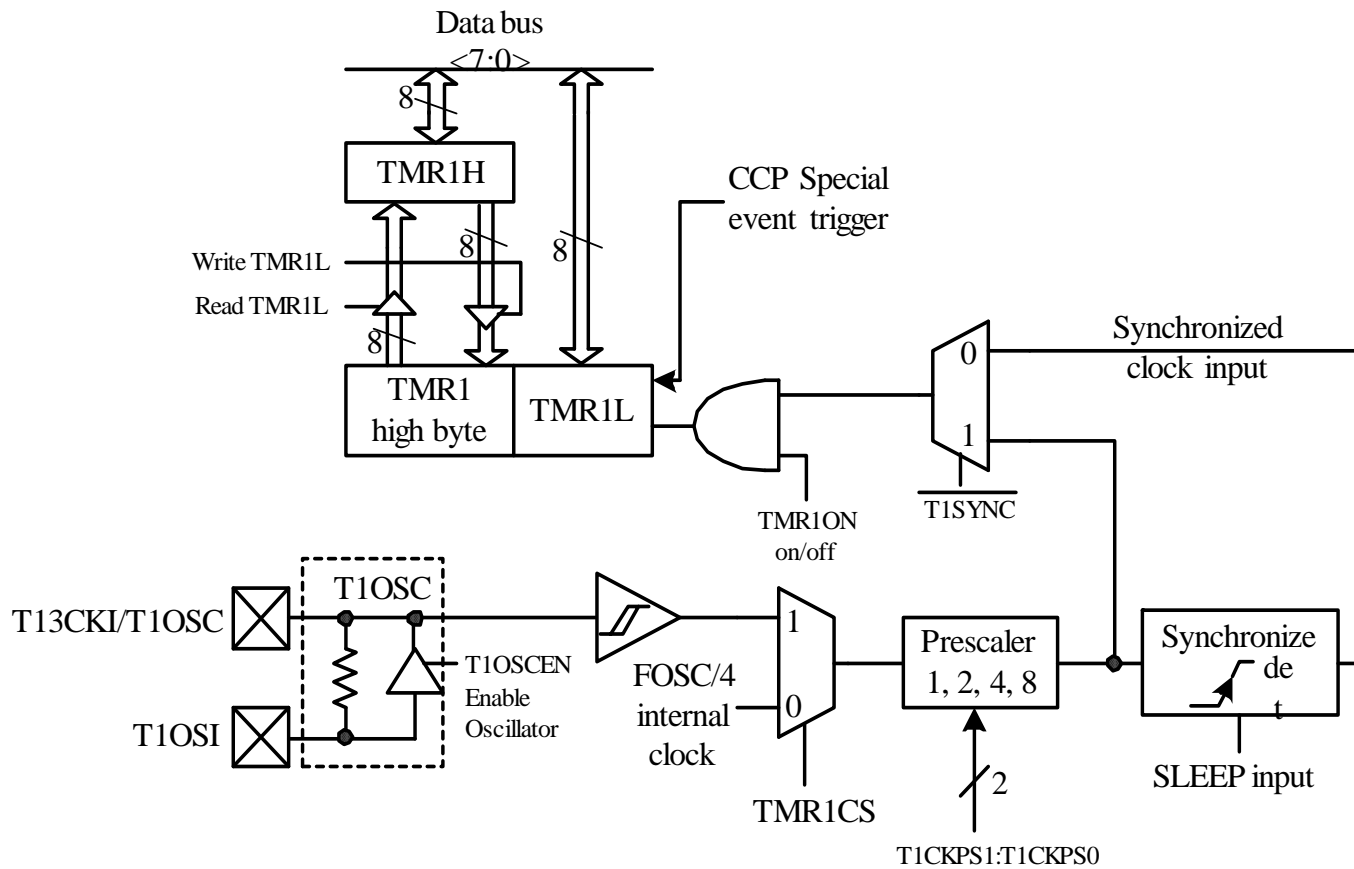 Data bus
<7:0>
8
TMR1H
CCP Special
event trigger
8
8
Write TMR1L
Read TMR1L
8
Synchronized
clock input
0
TMR1
high byte
TMR1L
1
T1SYNC
TMR1ON
on/off
T1OSC
T13CKI/T1OSC
1
Prescaler
1, 2, 4, 8
Synchronize
de
t
T1OSCEN
Enable
Oscillator
FOSC/4
internal
clock
0
T1OSI
SLEEP input
2
TMR1CS
T1CKPS1:T1CKPS0